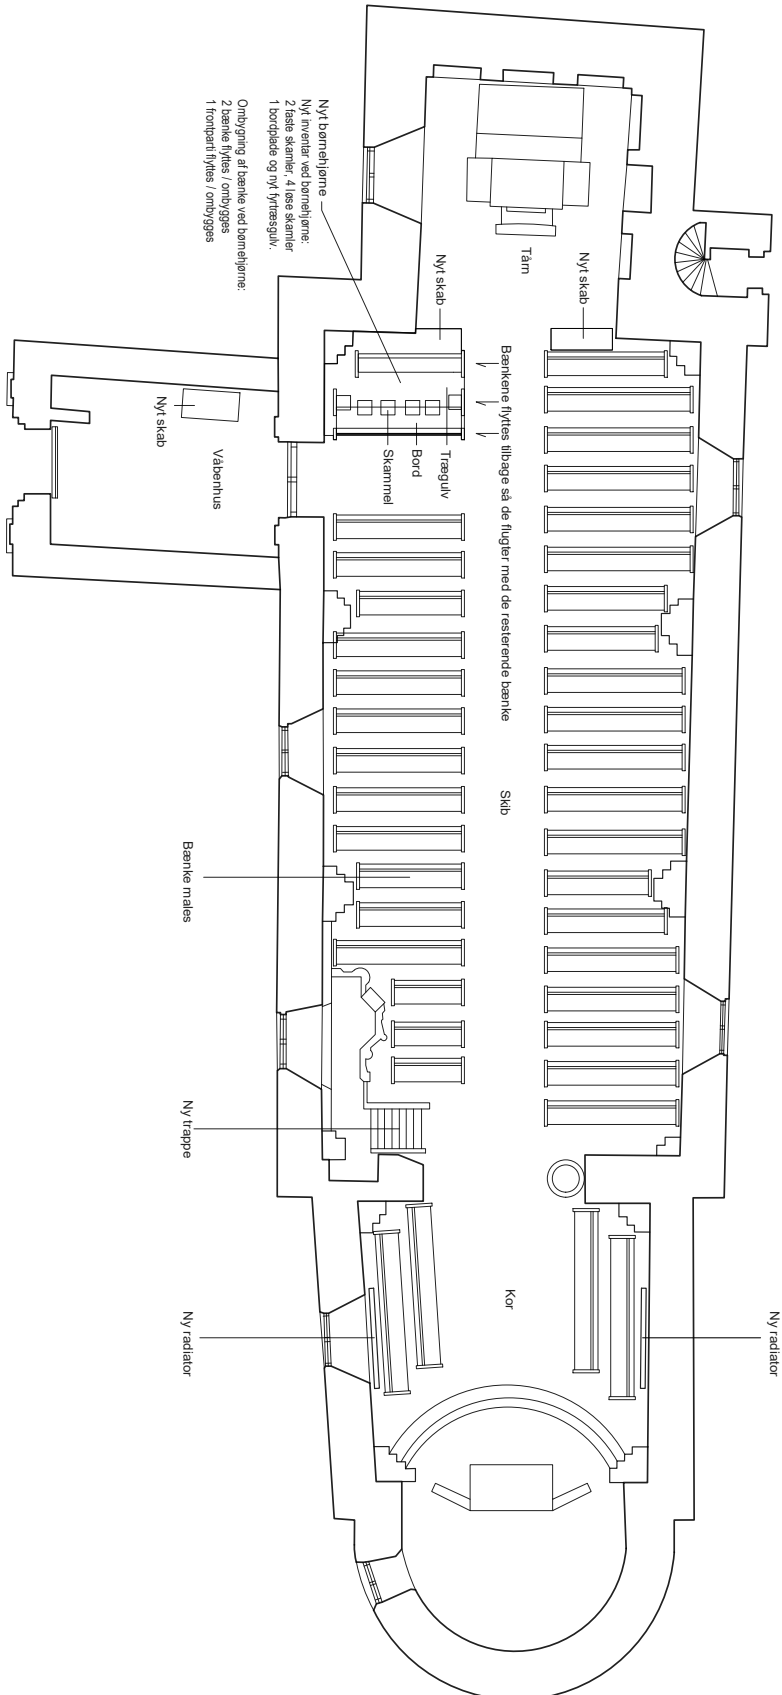 Ny radiator
Nyt skab
Tårn
Bænkene flyttes tilbage så de flugter med de resterende bænke
Skib
Kor
Nyt skab
Trægulv
Bord
Skammel
Nyt børnehjørne
Nyt inventar ved børnehjørne:
2 faste skamler, 4 løse skamler
1 bordplade og nyt fyrtræsgulv.
Ombygning af bænke ved børnehjørne:
2 bænke flyttes / ombygges
1 frontparti flyttes / ombygges
Våbenhus
Nyt skab
Bænke males
Ny trappe
Ny radiator